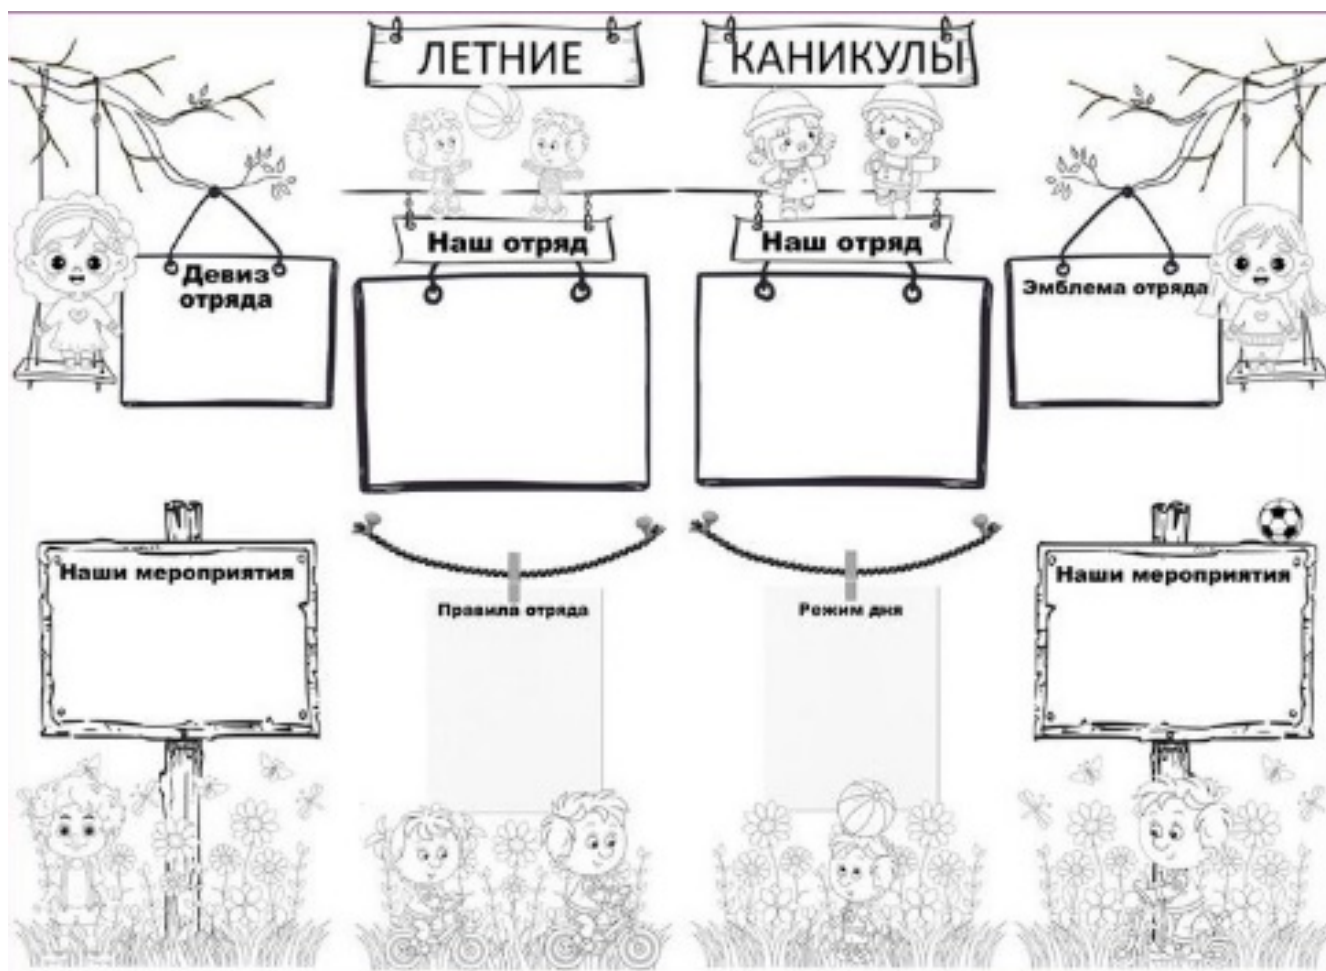 ЛЕТНИЕ
КАНИКУЛЫ
Наш отряд
Наш отряд
Девиз
отряда
Эмблема отряда
Наши мероприятия
Наши мероприятия
Правила отряда
Режим дня